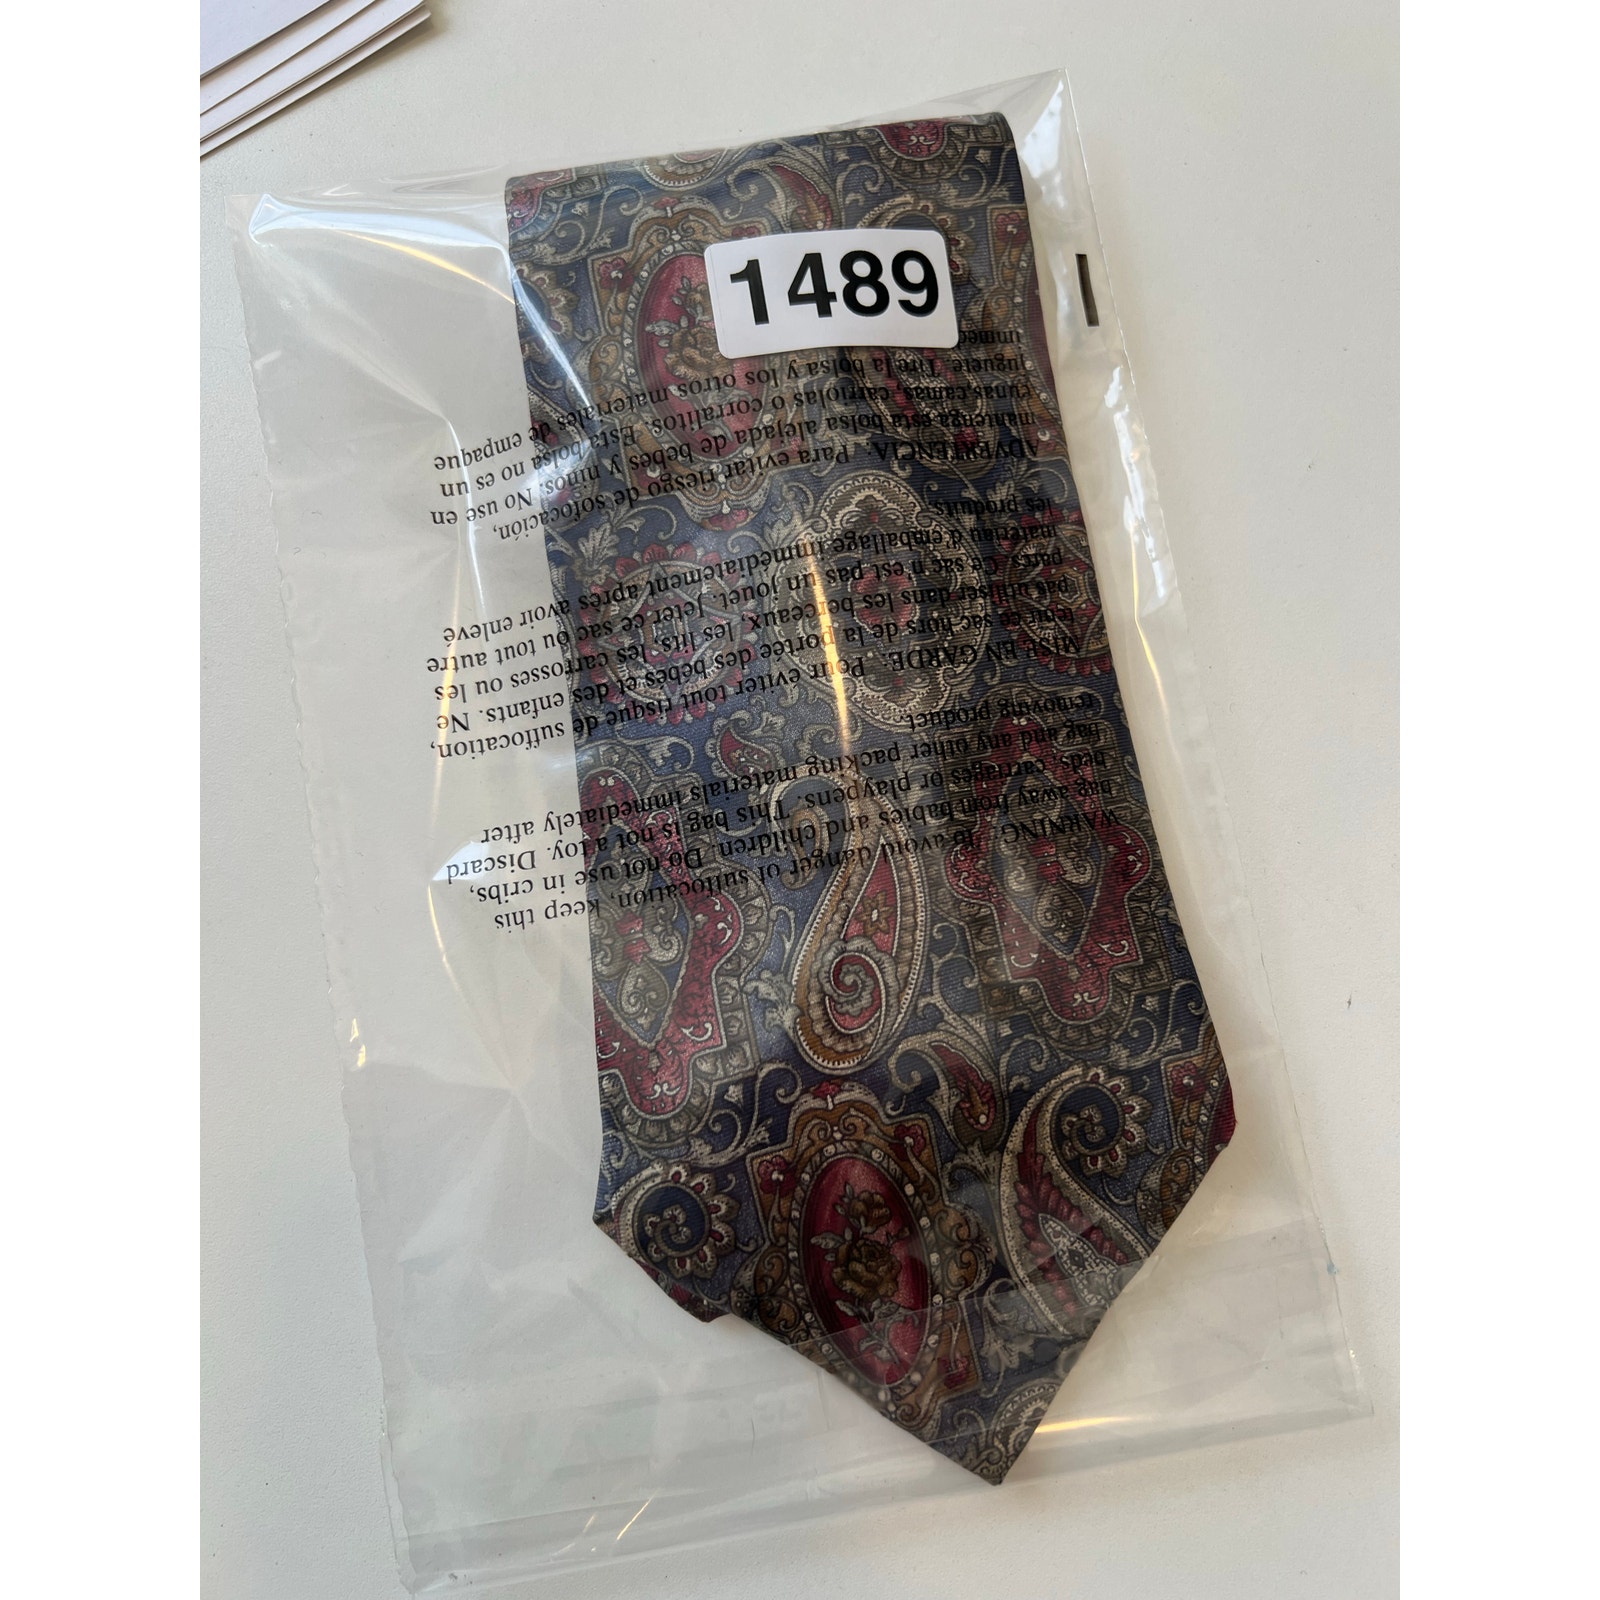 1489
WARNING: To avoid danger of suffocation, keep this
bag away from babies and children. Do not use in cribs,
beds, carriages or playpens. This bag is not a toy. Discard
bag and any other packing materials immediately after
removing product.
MISE EN GARDE: Pour éviter tout risque de suffocation,
tenir ce sac hors de la portée des bébés et des enfants. Ne
pas utiliser dans les berceaux, les lits, les carrosses ou les
parcs. Ce sac n'est pas un jouet. Jeter ce sac ou tout autre
materiau d'emballage immédiatement après avoir enlevé
les produits.
ADVERTENCIA: Para evitar riesgo de sofocación,
mantenga esta bolsa alejada de bebés y niños. No use en
cunas,camas, carriolas o corralitos. Esta bolsa no es un
juguete. Tire la bolsa y los otros materiales de empaque